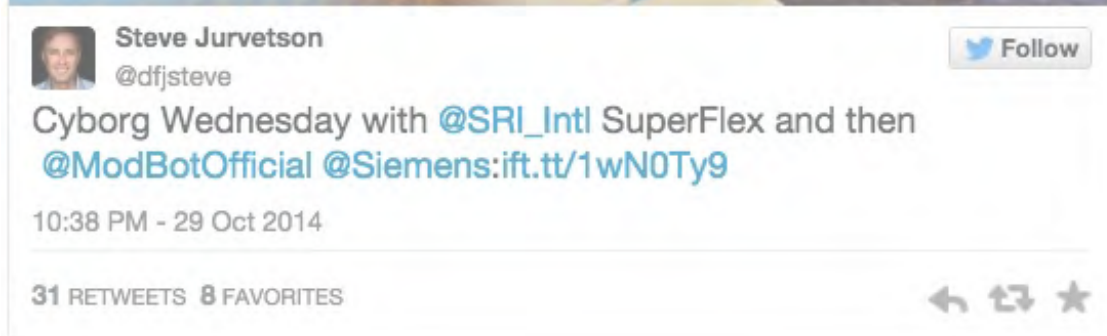 Steve Jurvetson
Follow
@dfjsteve
Cyborg Wednesday with @SRI_Intl SuperFlex and then
@ModBotOfficial @Siemens:ift.tt/1wN0Ty9
10:38 PM - 29 Oct 2014
31 RETWEETS 8 FAVORITES